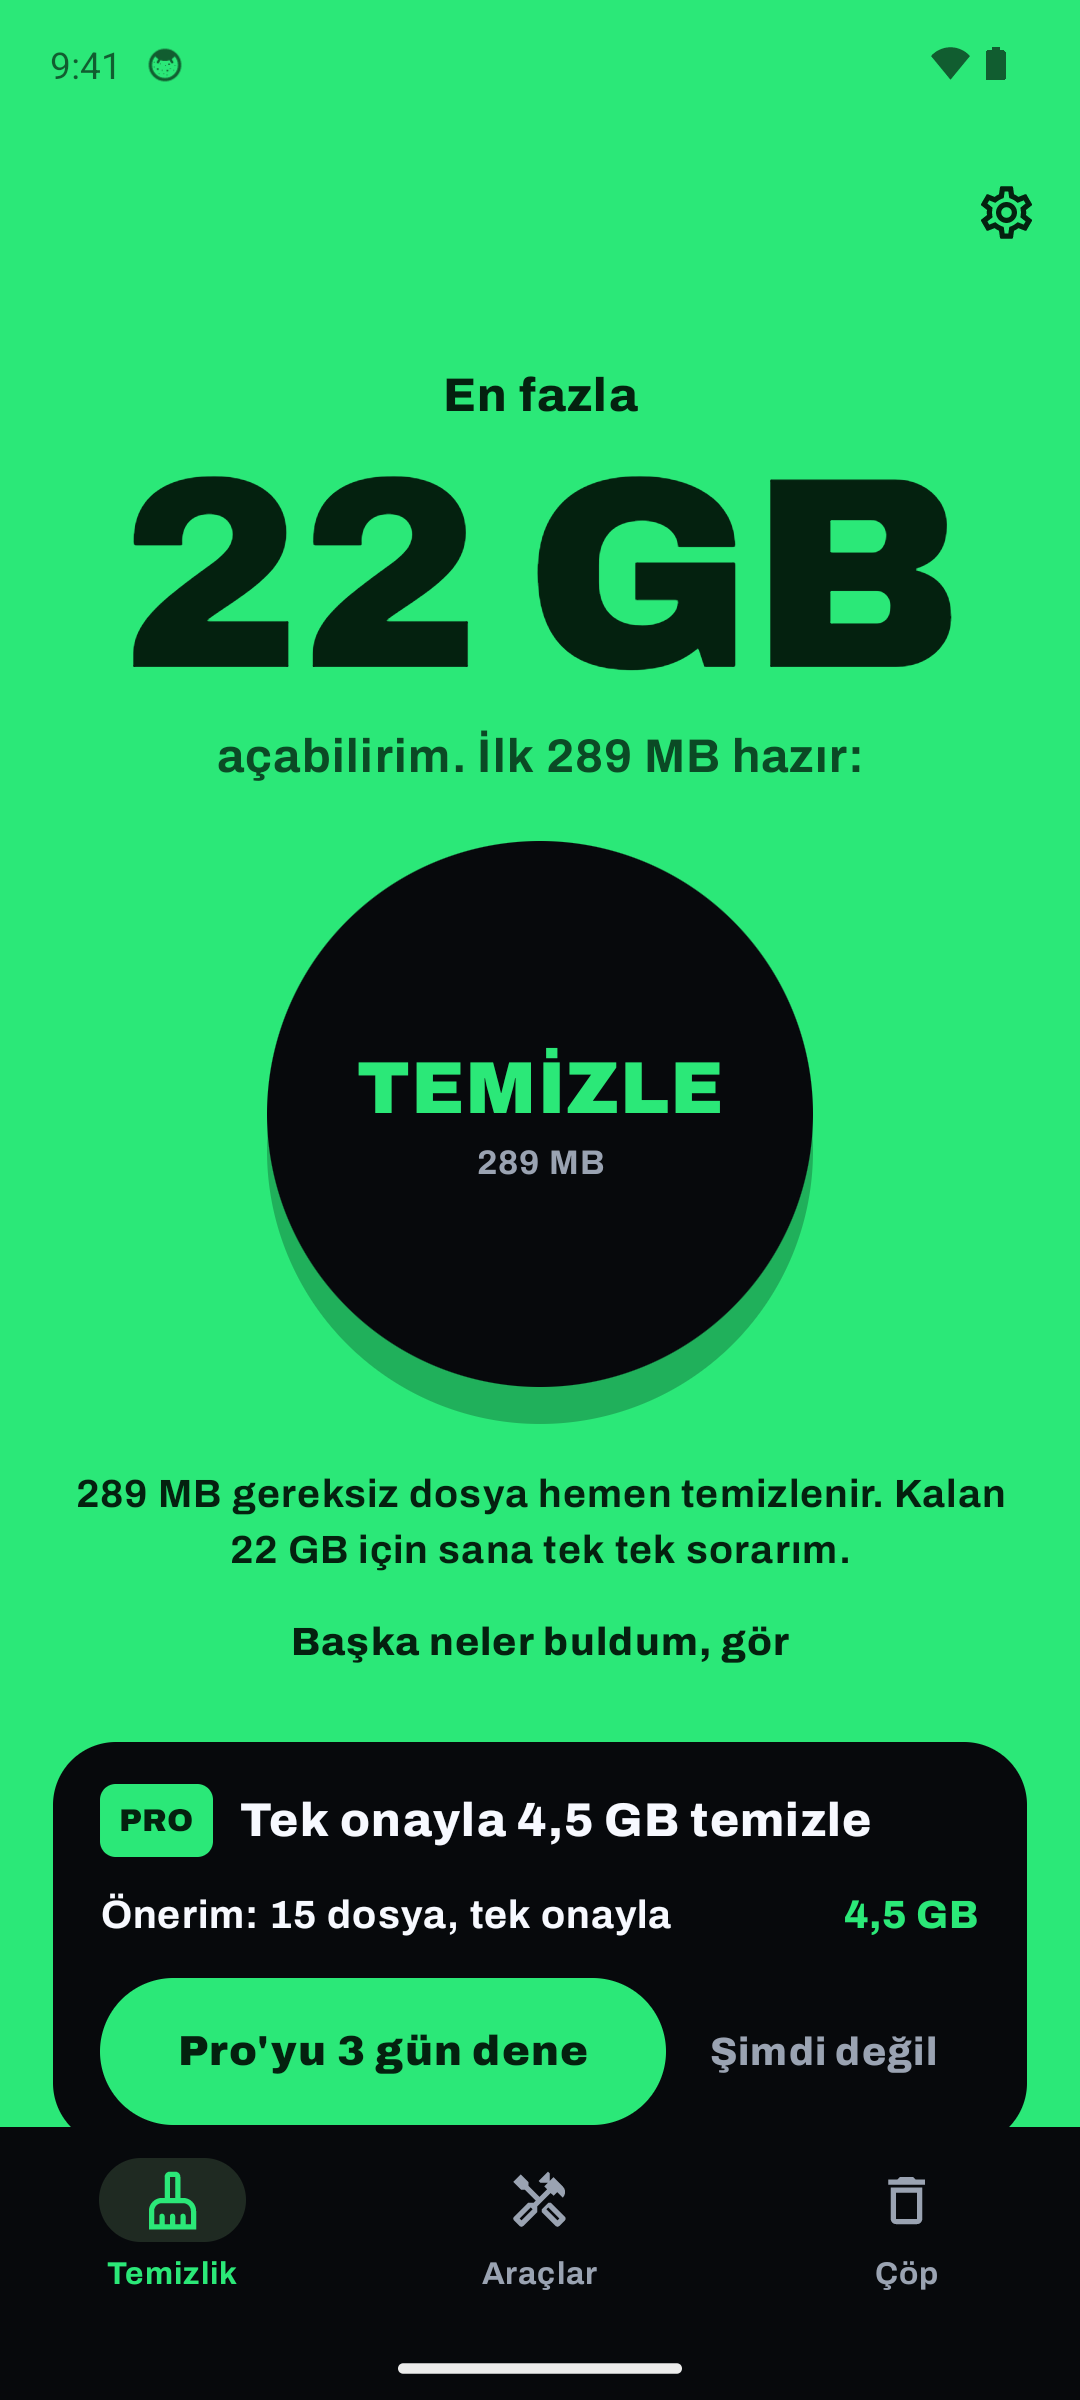 9:41
En fazla
22 GB
açabilirim. İlk 289 MB hazır:
TEMİZLE
289 MB
289 MB gereksiz dosya hemen temizlenir. Kalan
22 GB için sana tek tek sorarım.
Başka neler buldum, gör
PRO Tek onayla 4,5 GB temizle
Önerim: 15 dosya, tek onayla 4,5 GB
Pro'yu 3 gün dene Şimdi değil
Temizlik Araçlar Çöp